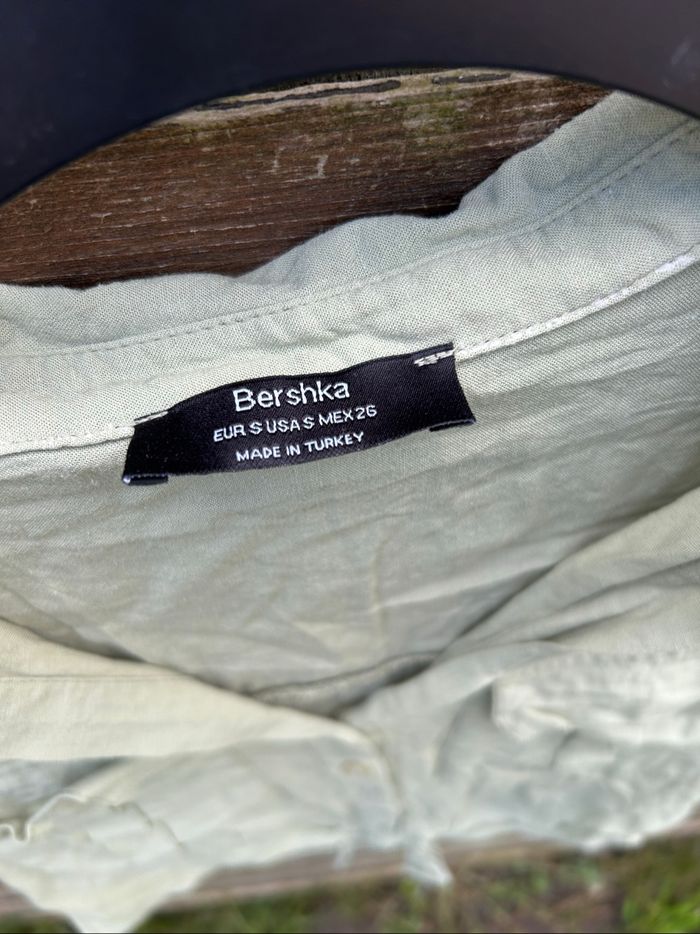 Bershka
EUR S USA S MEX 26
MADE IN TURKEY